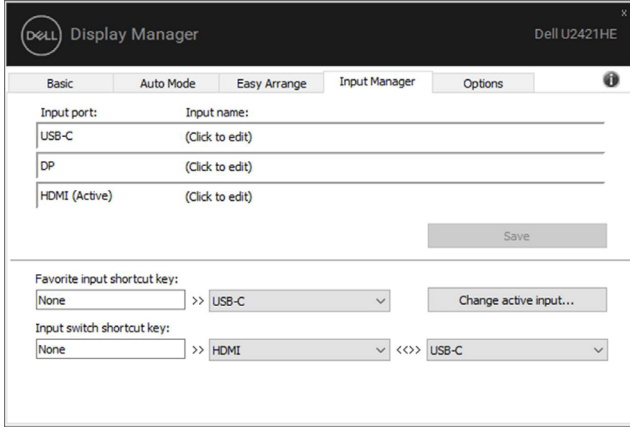 x
DELL Display Manager Dell U2421HE
Basic Auto Mode Easy Arrange Input Manager Options i
Input port: Input name:
USB-C (Click to edit)
DP (Click to edit)
HDMI (Active) (Click to edit)
Save
Favorite input shortcut key:
None >> USB-C Change active input...
Input switch shortcut key:
None >> HDMI <<>> USB-C